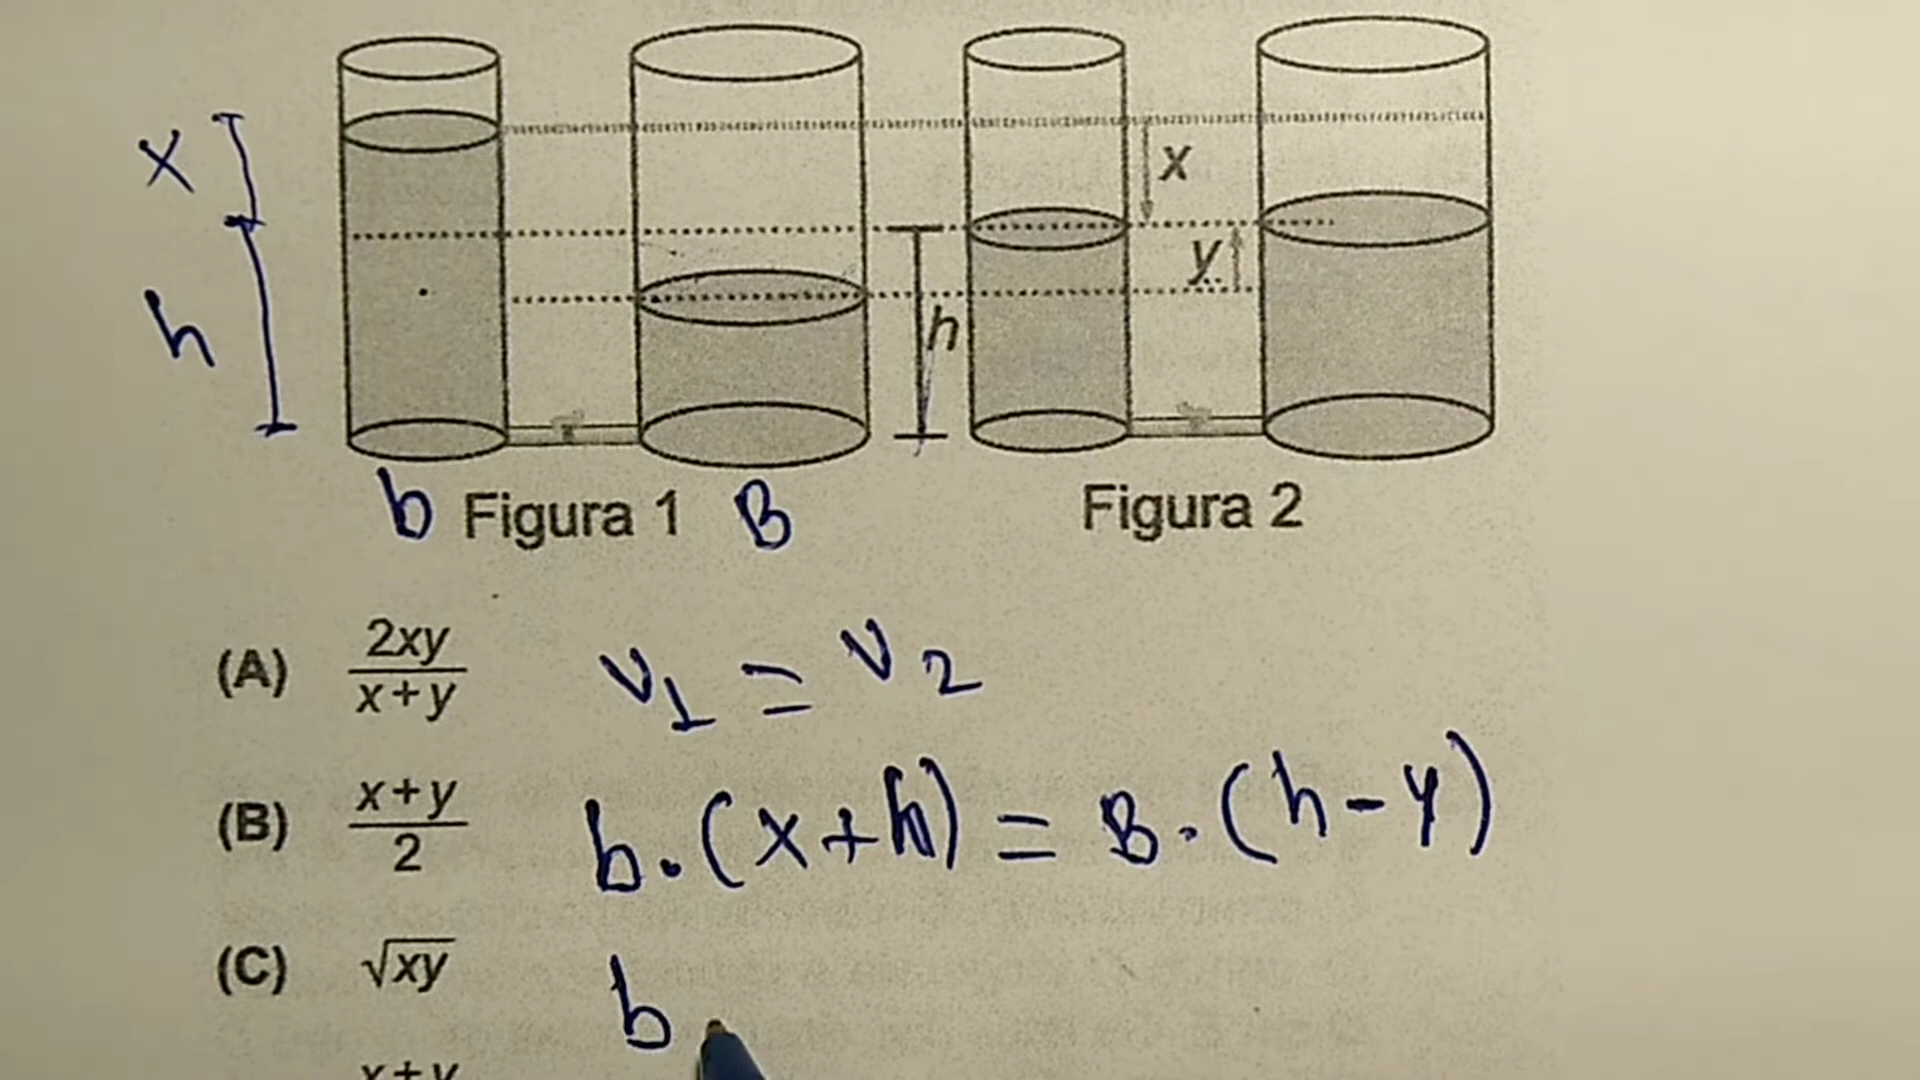 x
x
y
h
h
b Figura 1 B
Figura 2
(A) 2xy / x+y
v₁ = v₂
(B) x+y / 2
b.(x+h) = B.(h-y)
(C) √xy
b
x+y